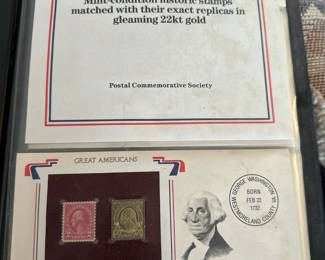 Mint-condition historic stamps
matched with their exact replicas in
gleaming 22kt gold
Postal Commemorative Society
GREAT AMERICANS
GEORGE WASHINGTON
BORN
FEB 22
1732
WESTMORELAND COUNTY, VA